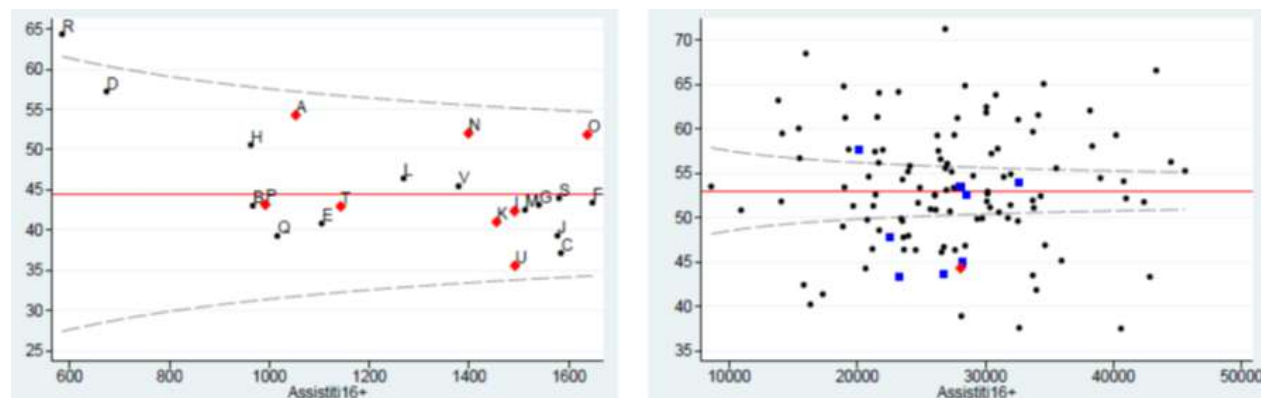 65
R
60
D
55
A
N
O
50
H
45
L
V
B P
T
I
M
G
S
F
40
Q
E
K
J
C
35
U
30
25
600 800 1000 1200 1400 1600
Assistiti16+
70
65
60
55
50
45
40
35
10000 20000 30000 40000 50000
Assistiti16+